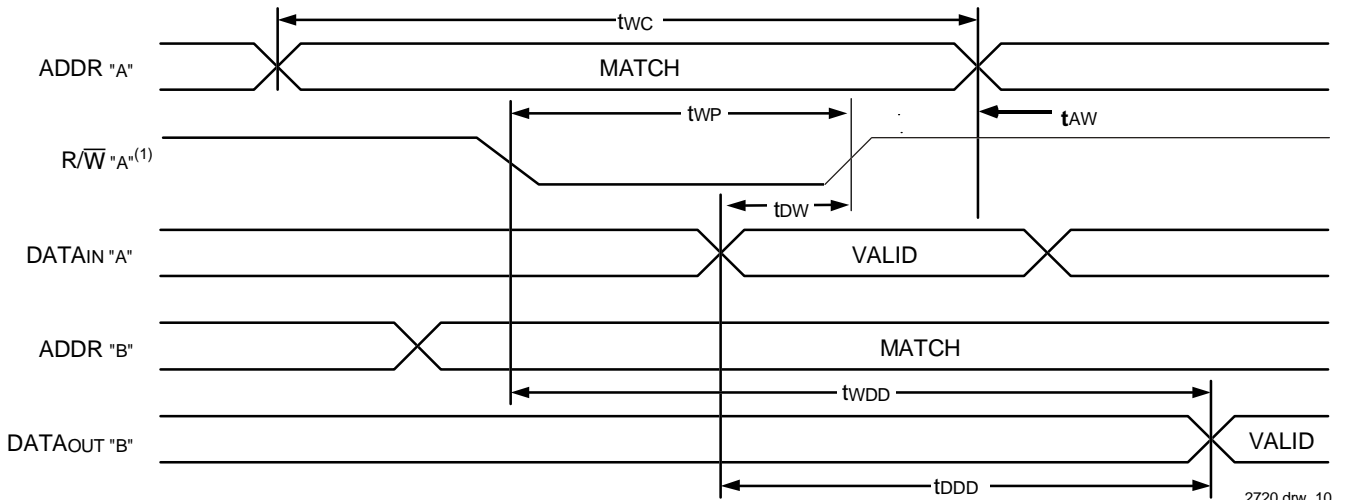 tWC
ADDR "A"
MATCH
tWP
tAW
R/W̅ "A"(1)
tDW
DATAIN "A"
VALID
ADDR "B"
MATCH
tWDD
DATAOUT "B"
VALID
tDDD
2720 drw 10